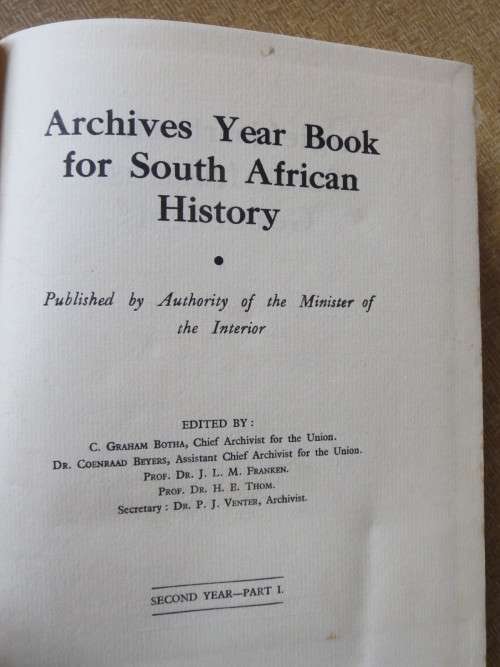 Archives Year Book
for South African
History
Published by Authority of the Minister of
the Interior
EDITED BY :
C. GRAHAM BOTHA, Chief Archivist for the Union.
DR. COENRAAD BEYERS, Assistant Chief Archivist for the Union.
PROF. DR. J. L. M. FRANKEN.
PROF. DR. H. E. THOM.
Secretary : DR. P. J. VENTER, Archivist.
SECOND YEAR—PART I.